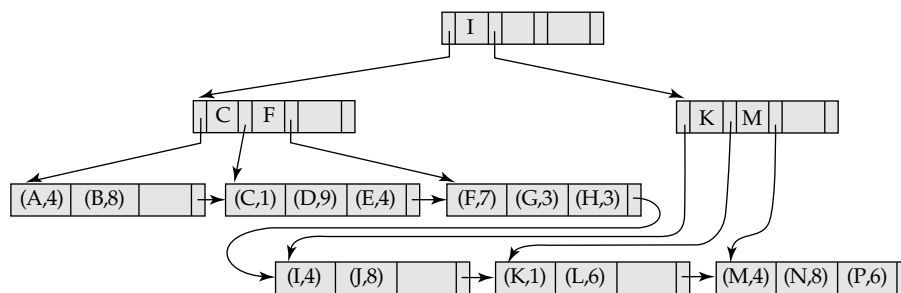 I
C F
K M
(A,4) (B,8)
(C,1) (D,9) (E,4)
(F,7) (G,3) (H,3)
(I,4) (J,8)
(K,1) (L,6)
(M,4) (N,8) (P,6)